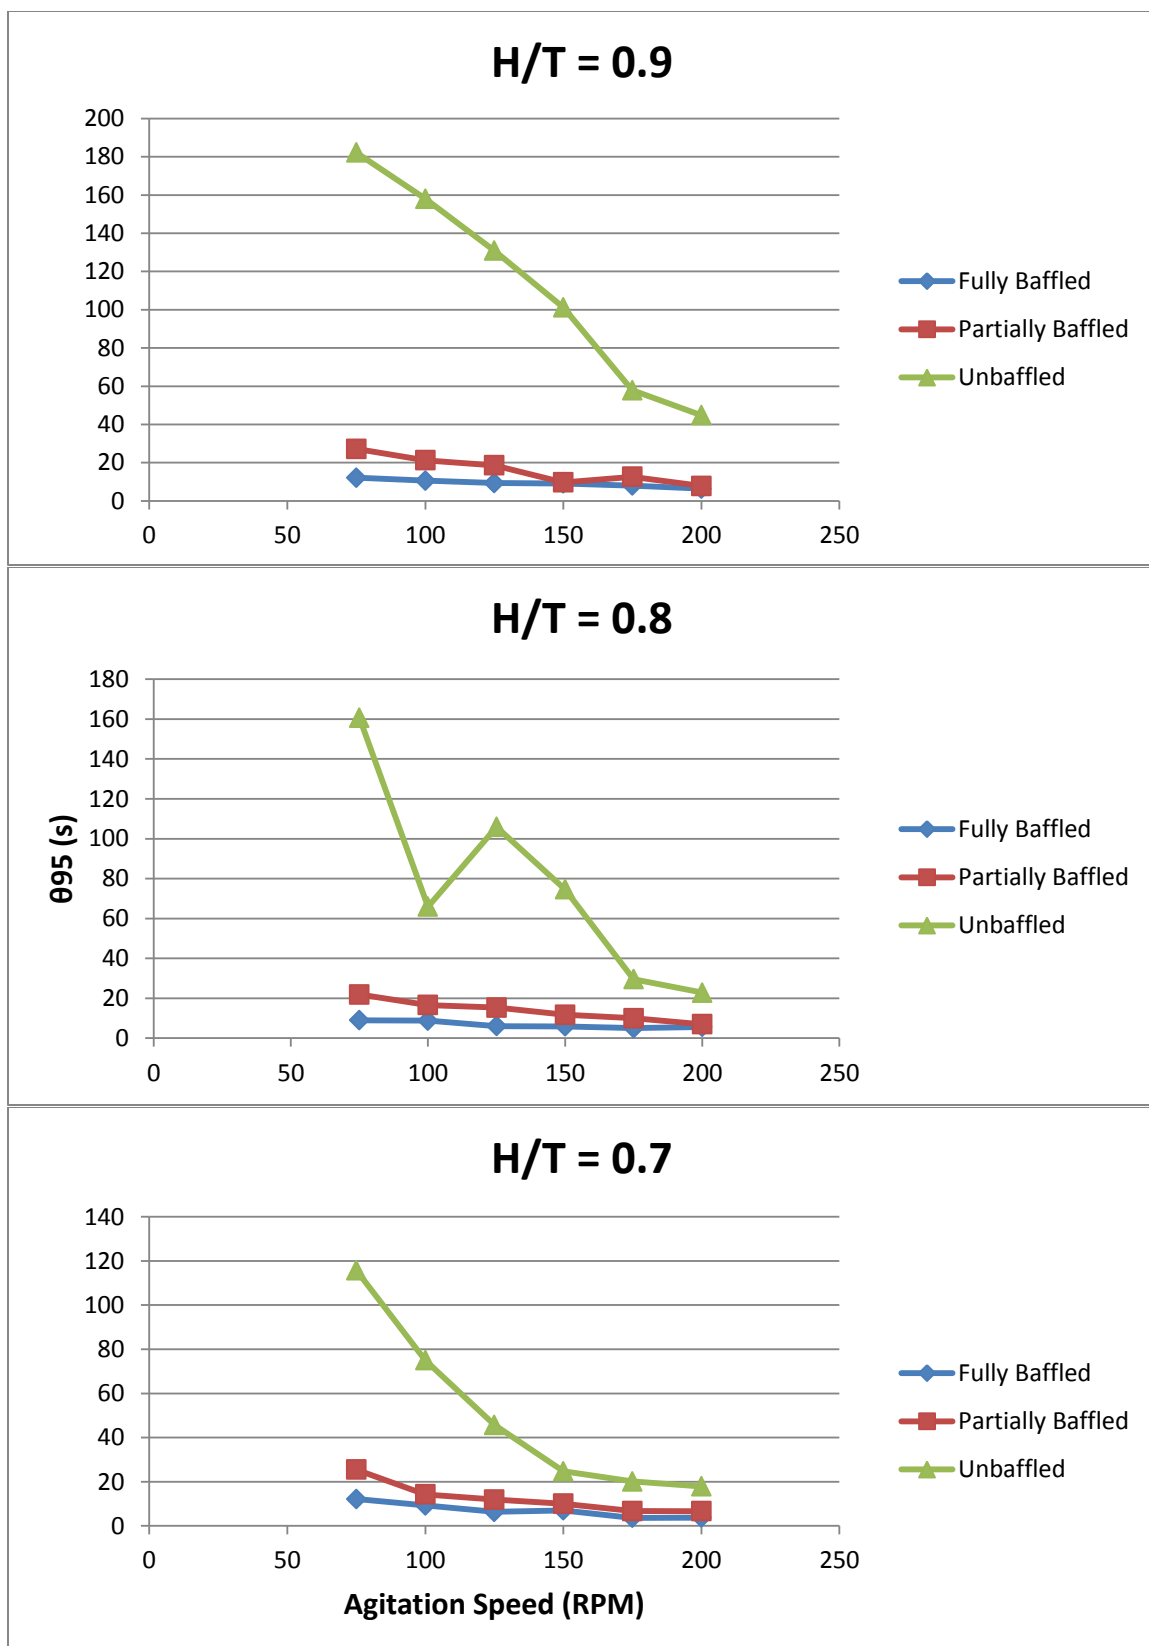 H/T = 0.9
200
180
160
140
120
100
80
60
40
20
0
0 50 100 150 200 250
Fully Baffled
Partially Baffled
Unbaffled
H/T = 0.8
θ95 (s)
180
160
140
120
100
80
60
40
20
0
0 50 100 150 200 250
Fully Baffled
Partially Baffled
Unbaffled
H/T = 0.7
140
120
100
80
60
40
20
0
0 50 100 150 200 250
Agitation Speed (RPM)
Fully Baffled
Partially Baffled
Unbaffled